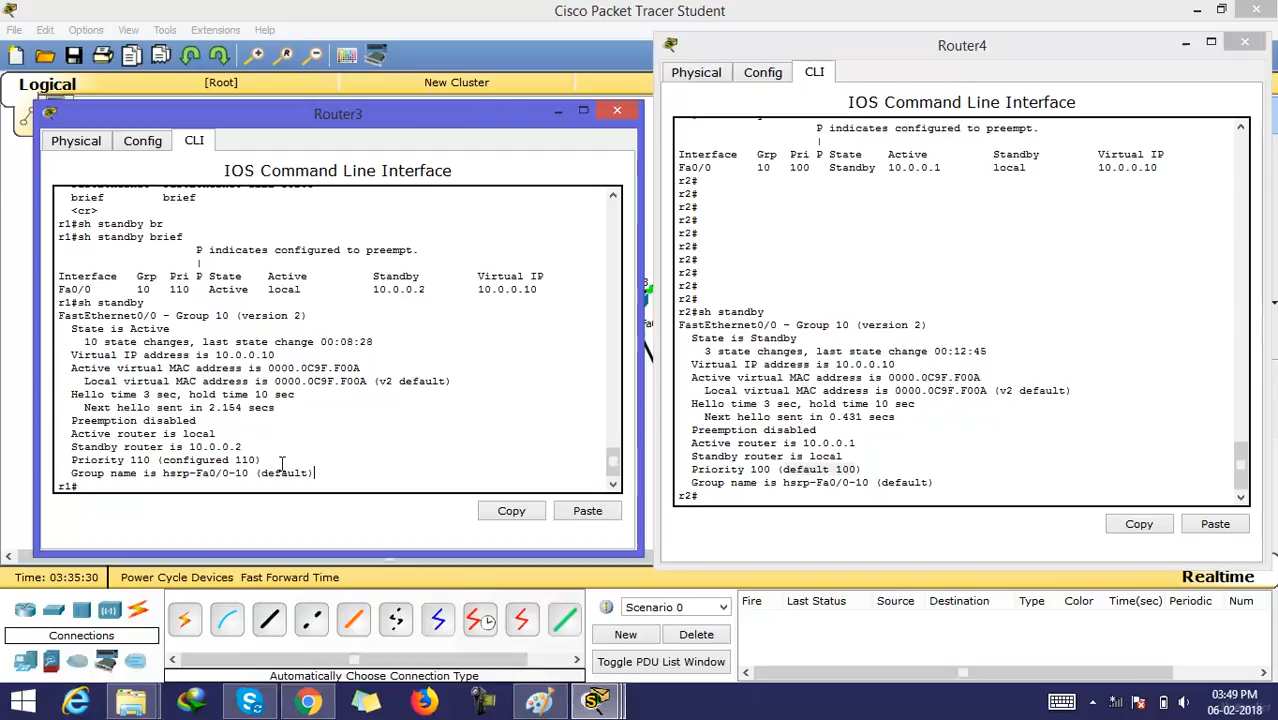 Cisco Packet Tracer Student
File Edit Options View Tools Extensions Help
Logical
[Root]
New Cluster
Router3
Physical Config CLI
IOS Command Line Interface
brief brief
<cr>
r1#sh standby br
r1#sh standby brief
P indicates configured to preempt.
|
Interface Grp Pri P State Active Standby Virtual IP
Fa0/0 10 110 Active local 10.0.0.2 10.0.0.10
r1#sh standby
FastEthernet0/0 - Group 10 (version 2)
State is Active
10 state changes, last state change 00:08:28
Virtual IP address is 10.0.0.10
Active virtual MAC address is 0000.0C9F.F00A
Local virtual MAC address is 0000.0C9F.F00A (v2 default)
Hello time 3 sec, hold time 10 sec
Next hello sent in 2.154 secs
Preemption disabled
Active router is local
Standby router is 10.0.0.2
Priority 110 (configured 110)
Group name is hsrp-Fa0/0-10 (default)
r1#
Copy Paste
Router4
Physical Config CLI
IOS Command Line Interface
P indicates configured to preempt.
|
Interface Grp Pri P State Active Standby Virtual IP
Fa0/0 10 100 Standby 10.0.0.1 local 10.0.0.10
r2#
r2#
r2#
r2#
r2#
r2#
r2#
r2#
r2#
r2#
r2#sh standby
FastEthernet0/0 - Group 10 (version 2)
State is Standby
3 state changes, last state change 00:12:45
Virtual IP address is 10.0.0.10
Active virtual MAC address is 0000.0C9F.F00A
Local virtual MAC address is 0000.0C9F.F00A (v2 default)
Hello time 3 sec, hold time 10 sec
Next hello sent in 0.431 secs
Preemption disabled
Active router is 10.0.0.1
Standby router is local
Priority 100 (default 100)
Group name is hsrp-Fa0/0-10 (default)
r2#
Copy Paste
Time: 03:35:30 Power Cycle Devices Fast Forward Time
Realtime
Connections
Automatically Choose Connection Type
Scenario 0
New Delete
Toggle PDU List Window
Fire Last Status Source Destination Type Color Time(sec) Periodic Num
03:49 PM
06-02-2018